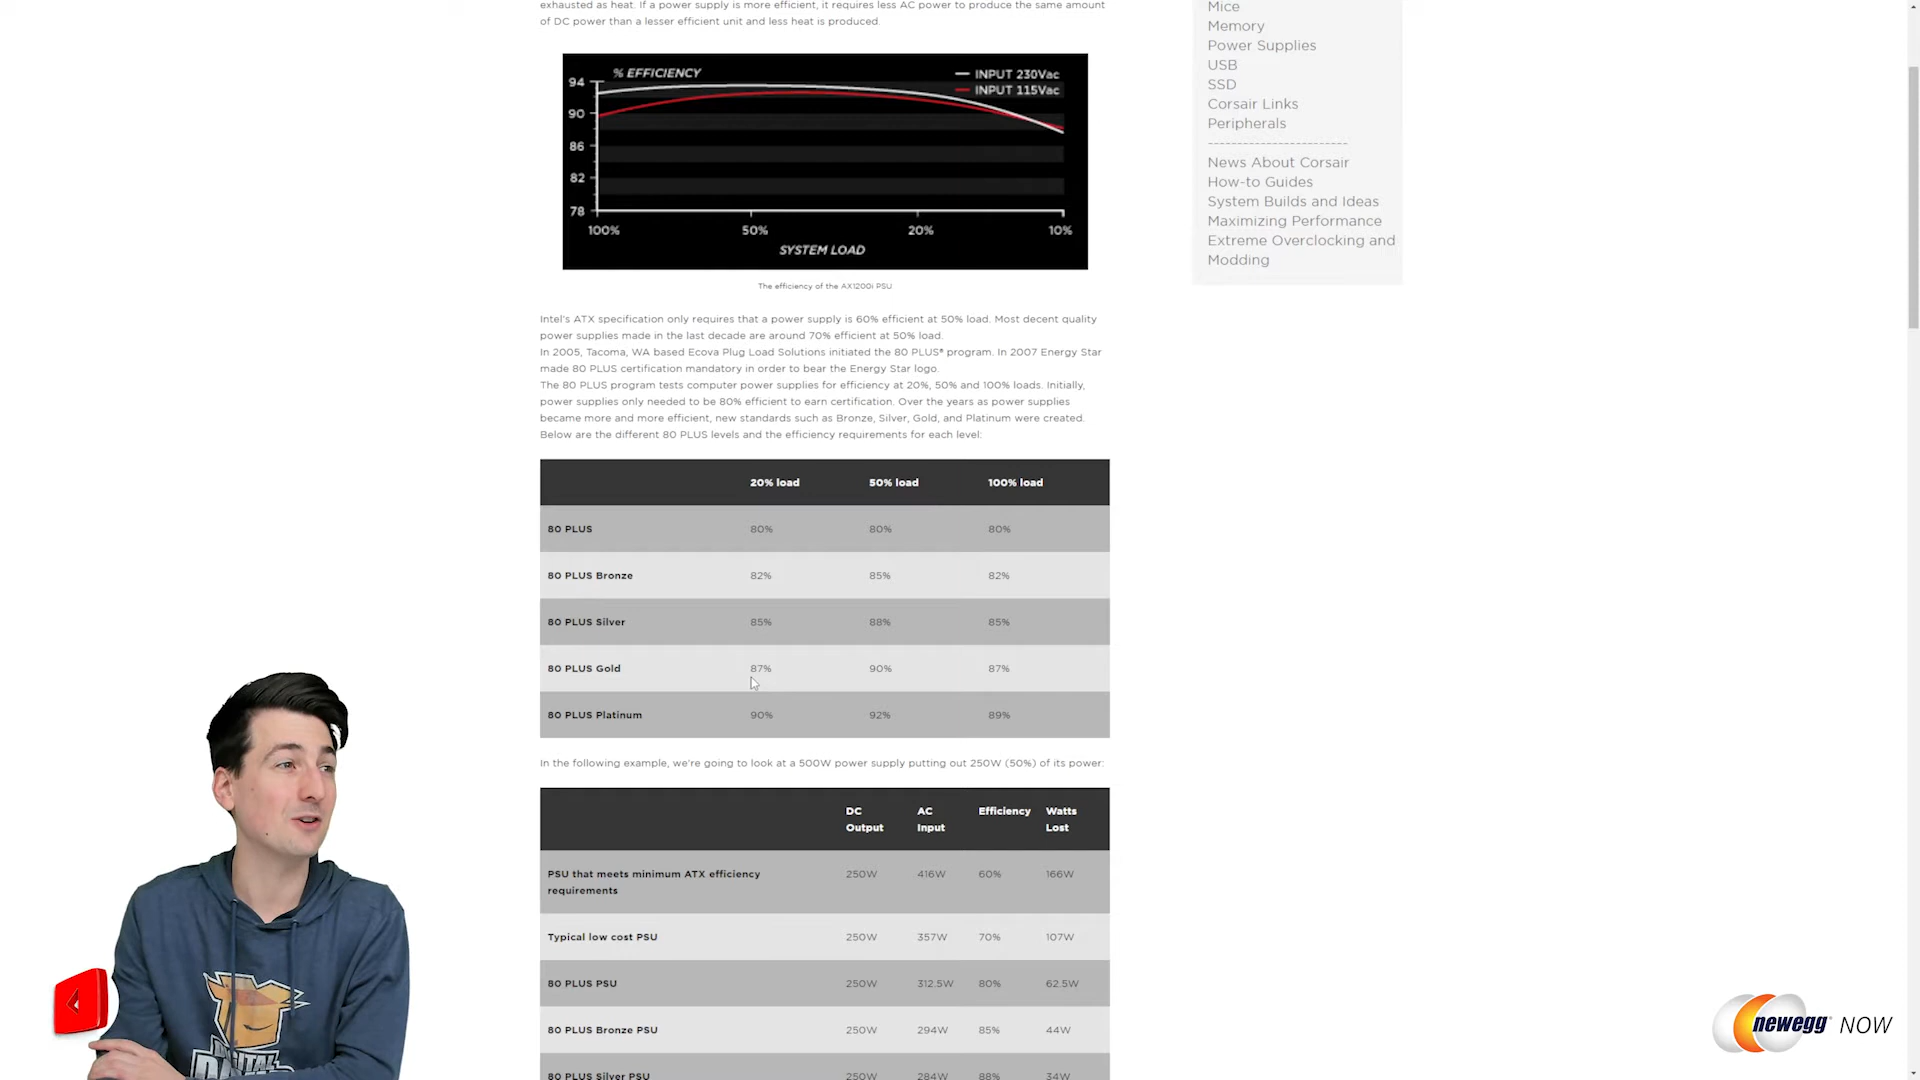 exhausted as heat. If a power supply is more efficient, it requires less AC power to produce the same amount
of DC power than a lesser efficient unit and less heat is produced.
% EFFICIENCY
INPUT 230Vac
INPUT 115Vac
94
90
86
82
78
100% 50% 20% 10%
SYSTEM LOAD
The efficiency of the AX1200i PSU
Intel's ATX specification only requires that a power supply is 60% efficient at 50% load. Most decent quality
power supplies made in the last decade are around 70% efficient at 50% load.
In 2005, Tacoma, WA based Ecova Plug Load Solutions initiated the 80 PLUS® program. In 2007 Energy Star
made 80 PLUS certification mandatory in order to bear the Energy Star logo.
The 80 PLUS program tests computer power supplies for efficiency at 20%, 50% and 100% loads. Initially,
power supplies only needed to be 80% efficient to earn certification. Over the years as power supplies
became more and more efficient, new standards such as Bronze, Silver, Gold, and Platinum were created.
Below are the different 80 PLUS levels and the efficiency requirements for each level:
20% load 50% load 100% load
80 PLUS 80% 80% 80%
80 PLUS Bronze 82% 85% 82%
80 PLUS Silver 85% 88% 85%
80 PLUS Gold 87% 90% 87%
80 PLUS Platinum 90% 92% 89%
In the following example, we're going to look at a 500W power supply putting out 250W (50%) of its power:
DC Output AC Input Efficiency Watts Lost
PSU that meets minimum ATX efficiency
requirements 250W 416W 60% 166W
Typical low cost PSU 250W 357W 70% 107W
80 PLUS PSU 250W 312.5W 80% 62.5W
80 PLUS Bronze PSU 250W 294W 85% 44W
80 PLUS Silver PSU 250W 284W 88% 34W
Mice
Memory
Power Supplies
USB
SSD
Corsair Links
Peripherals
------------------------
News About Corsair
How-to Guides
System Builds and Ideas
Maximizing Performance
Extreme Overclocking and
Modding
newegg NOW